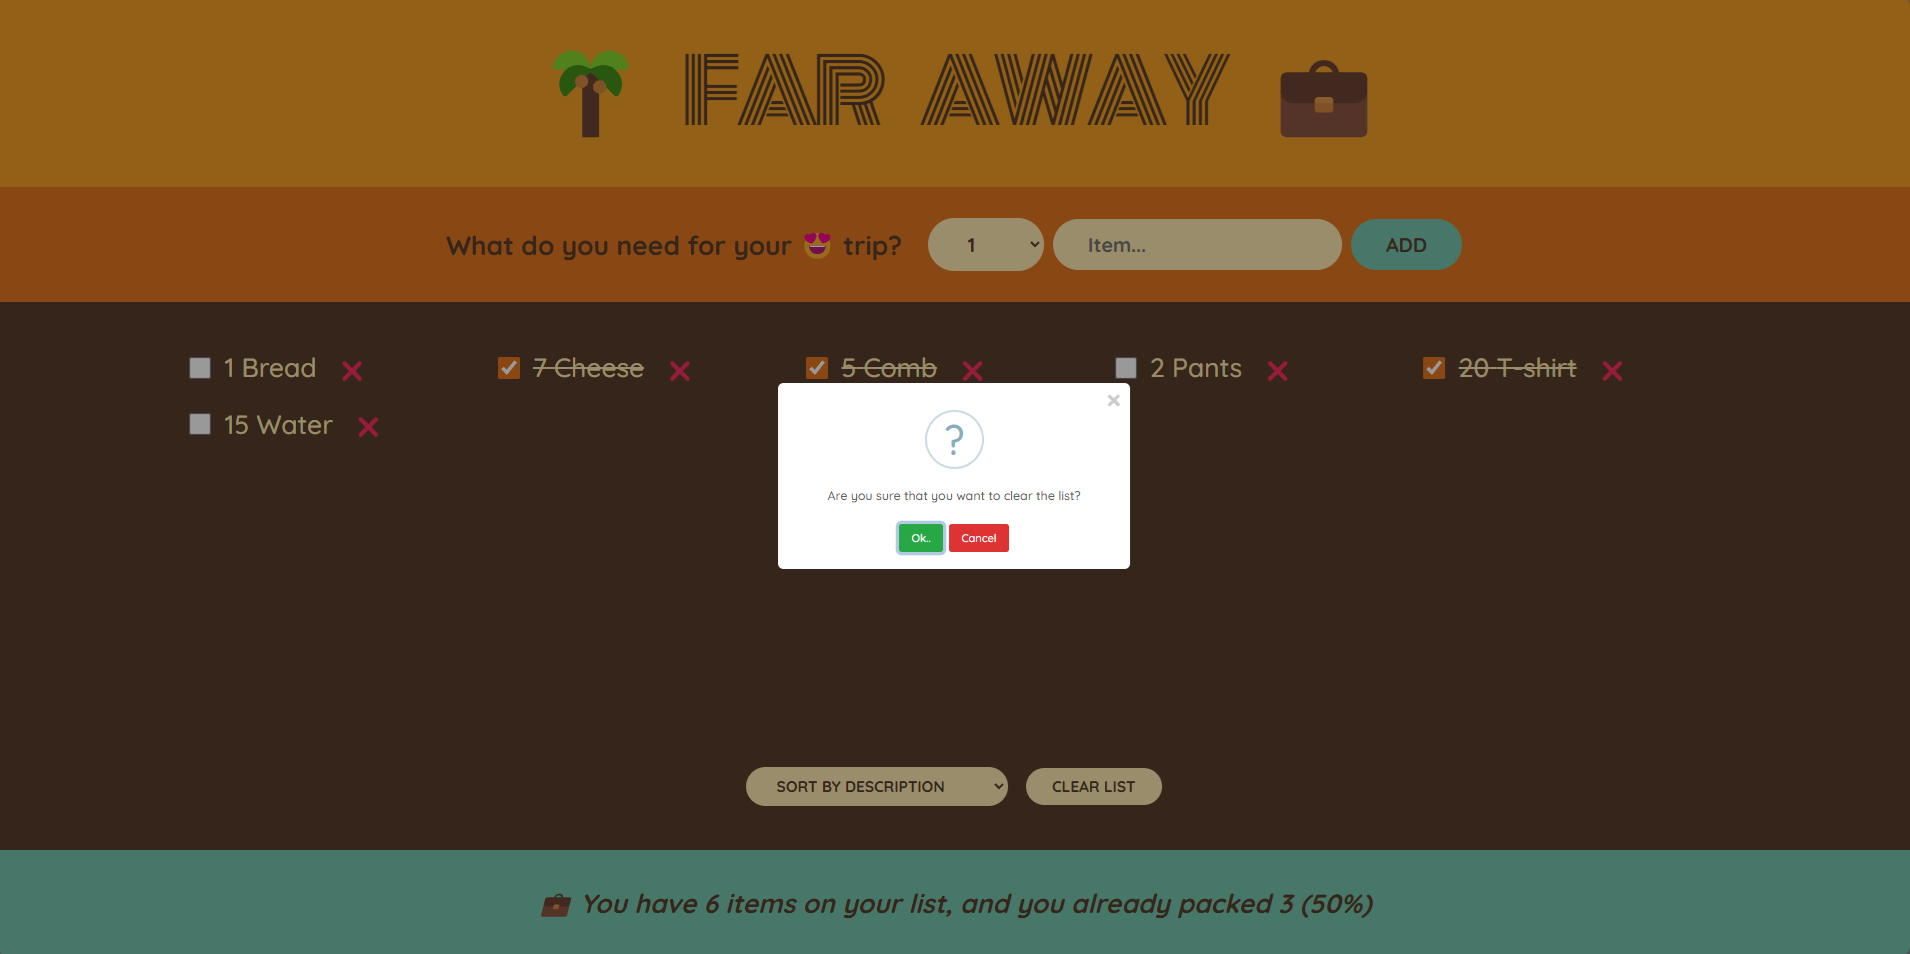 FAR AWAY
What do you need for your 😍 trip?
1
Item...
ADD
1 Bread
7 Cheese
5 Comb
2 Pants
20 T-shirt
15 Water
?
Are you sure that you want to clear the list?
Ok..
Cancel
SORT BY DESCRIPTION
CLEAR LIST
You have 6 items on your list, and you already packed 3 (50%)